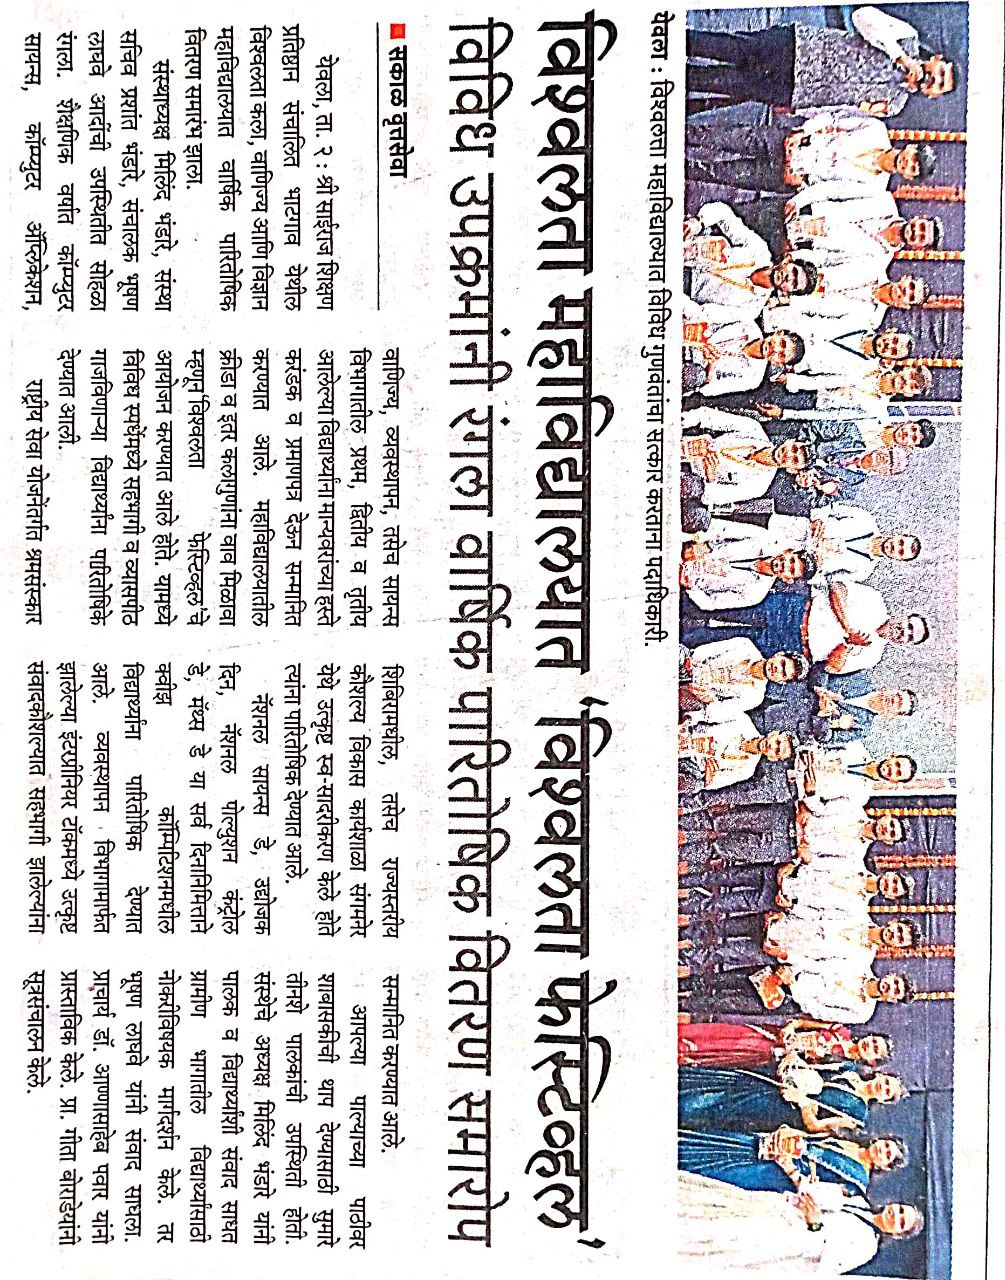 येवला : विश्वलत्ता महाविद्यालयात विविध गुणवंतांचा सत्कार करताना पदाधिकारी.
विश्वलता महाविद्यालयात ‘विश्वलता फेस्टिव्हल’
विविध उपक्रमांनी रंगला वार्षिक पारितोषिक वितरण समारोप
सकाळ वृत्तसेवा
येवला, ता. २ : श्री साईराज शिक्षण
प्रतिष्ठान संचालित भाटगाव येथील
विश्वलता कला, वाणिज्य आणि विज्ञान
महाविद्यालयात वार्षिक पारितोषिक
वितरण समारंभ झाला.
संस्थाध्यक्ष मिलिंद भंडारे, संस्था
सचिव प्रशांत भंडारे, संचालक भूषण
लाघवे आदींची उपस्थितीत सोहळा
रंगला. शैक्षणिक वर्षात कॉम्प्युटर
सायन्स, कॉम्प्युटर ॲप्लिकेशन,
वाणिज्य, व्यवस्थापन, तसेच सायन्स
विभागातील प्रथम, द्वितीय व तृतीय
आलेल्या विद्यार्थ्यांना मान्यवरांच्या हस्ते
करंडक व प्रमाणपत्र देऊन सन्मानित
करण्यात आले. महाविद्यालयातील
क्रीडा व इतर कलागुणांना वाव मिळावा
म्हणून‘विश्वलता फेस्टिव्हल’चे
आयोजन करण्यात आले होते. यामध्ये
विविध स्पर्धेमध्ये सहभागी व व्यासपीठ
गाजविणाऱ्या विद्यार्थ्यांना पारितोषिके
देण्यात आली.
राष्ट्रीय सेवा योजनेंतर्गत श्रमसंस्कार
शिबिरामधील, तसेच राज्यस्तरीय
कौशल्य विकास कार्यशाळा संगमनेर
येथे उत्कृष्ट स्व-सादरीकरण केले होते
त्यांना पारितोषिक देण्यात आले.
नॅशनल सायन्स डे, उद्योजक
दिन, नॅशनल पोल्युशन कंट्रोल
डे, मॅथ्स डे या सर्व दिनानिमित्ताने
क्वीझ कॉम्पिटिशनमधील
विद्यार्थ्यांना पारितोषिक देण्यात
आले. व्यवस्थापन विभागामार्फत
झालेल्या इंटरप्रीनियर टॉकमध्ये उत्कृष्ट
संवादकौशल्यात सहभागी झालेल्यांना
सन्मानित करण्यात आले.
आपल्या पाल्याच्या पाठीवर
शाबासकीची थाप देण्यासाठी सुमारे
तीनशे पालकांची उपस्थिती होती.
संस्थेचे अध्यक्ष मिलिंद भंडारे यांनी
पालक व विद्यार्थ्यांशी संवाद साधत
ग्रामीण भागातील विद्यार्थ्यांसाठी
नोकरीविषयक मार्गदर्शन केले. तर
भूषण लाघवे यांनी संवाद साधला.
प्राचार्य डॉ. आण्णासाहेब पवार यांनी
प्रास्ताविक केले. प्रा. गीता बोराडेयांनी
सूत्रसंचालन केले.